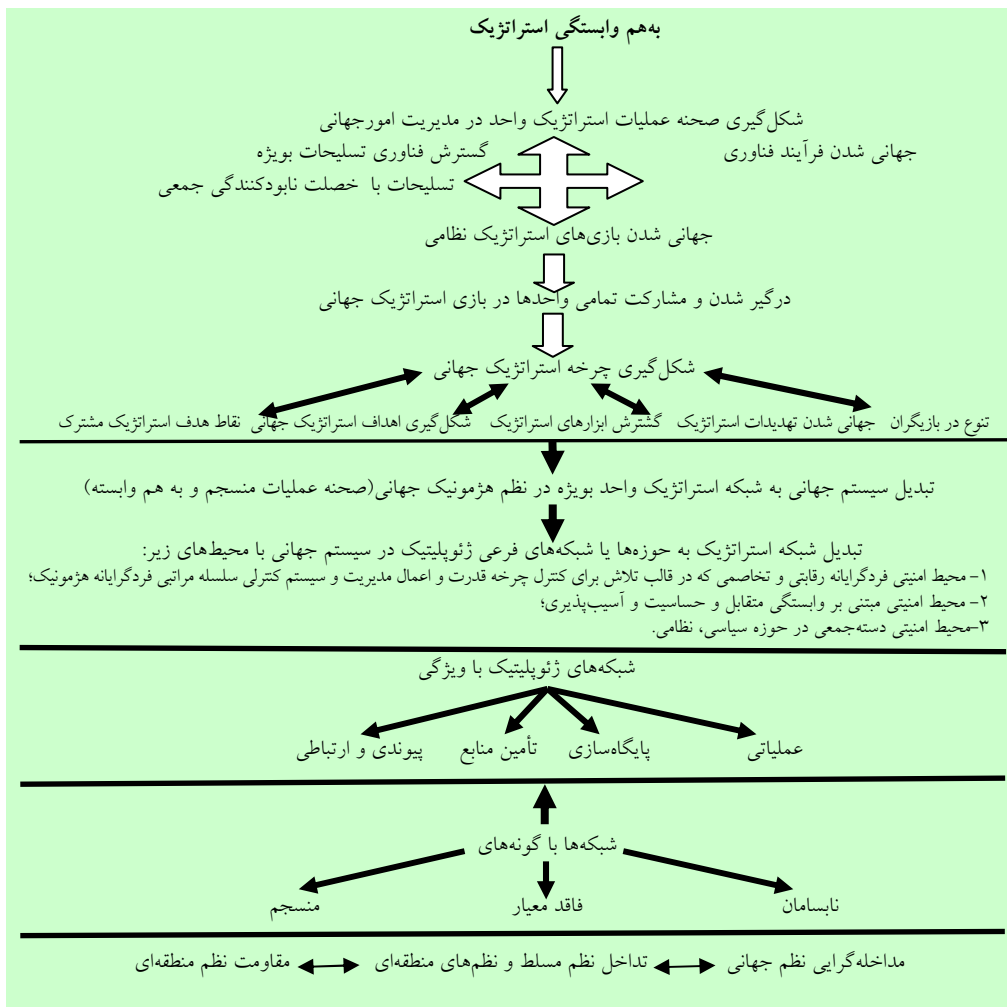 به‌هم وابستگی استراتژیک
شکل‌گیری صحنه عملیات استراتژیک واحد در مدیریت امورجهانی
جهانی شدن فرآیند فناوری
گسترش فناوری تسلیحات بویژه
تسلیحات با خصلت نابودکنندگی جمعی
جهانی شدن بازی‌های استراتژیک نظامی
درگیر شدن و مشارکت تمامی واحدها در بازی استراتژیک جهانی
شکل‌گیری چرخه استراتژیک جهانی
تنوع در بازیگران جهانی شدن تهدیدات استراتژیک گشترش ابزارهای استراتژیک شکل‌گیری اهداف استراتژیک جهانی نقاط هدف استراتژیک مشترک
تبدیل سیستم جهانی به شبکه استراتژیک واحد بویژه در نظم هژمونیک جهانی(صحنه عملیات منسجم و به هم وابسته)
تبدیل شبکه استراتژیک به حوزه‌ها یا شبکه‌های فرعی ژئوپلیتیک در سیستم جهانی با محیط‌های زیر:
۱- محیط امنیتی فردگرایانه رقابتی و تخاصمی که در قالب تلاش برای کنترل چرخه قدرت و اعمال مدیریت و سیستم کنترلی سلسله مراتبی فردگرایانه هژمونیک؛
۲- محیط امنیتی مبتنی بر وابستگی متقابل و حساسیت و آسیب‌پذیری؛
۳-محیط امنیتی دسته‌جمعی در حوزه سیاسی، نظامی.
شبکه‌های ژئوپلیتیک با ویژگی
عملیاتی پایگاه‌سازی تأمین منابع پیوندی و ارتباطی
شبکه‌ها با گونه‌های
نابسامان فاقد معیار منسجم
مداخله‌گرایی نظم جهانی تداخل نظم مسلط و نظم‌های منطقه‌ای مقاومت نظم منطقه‌ای